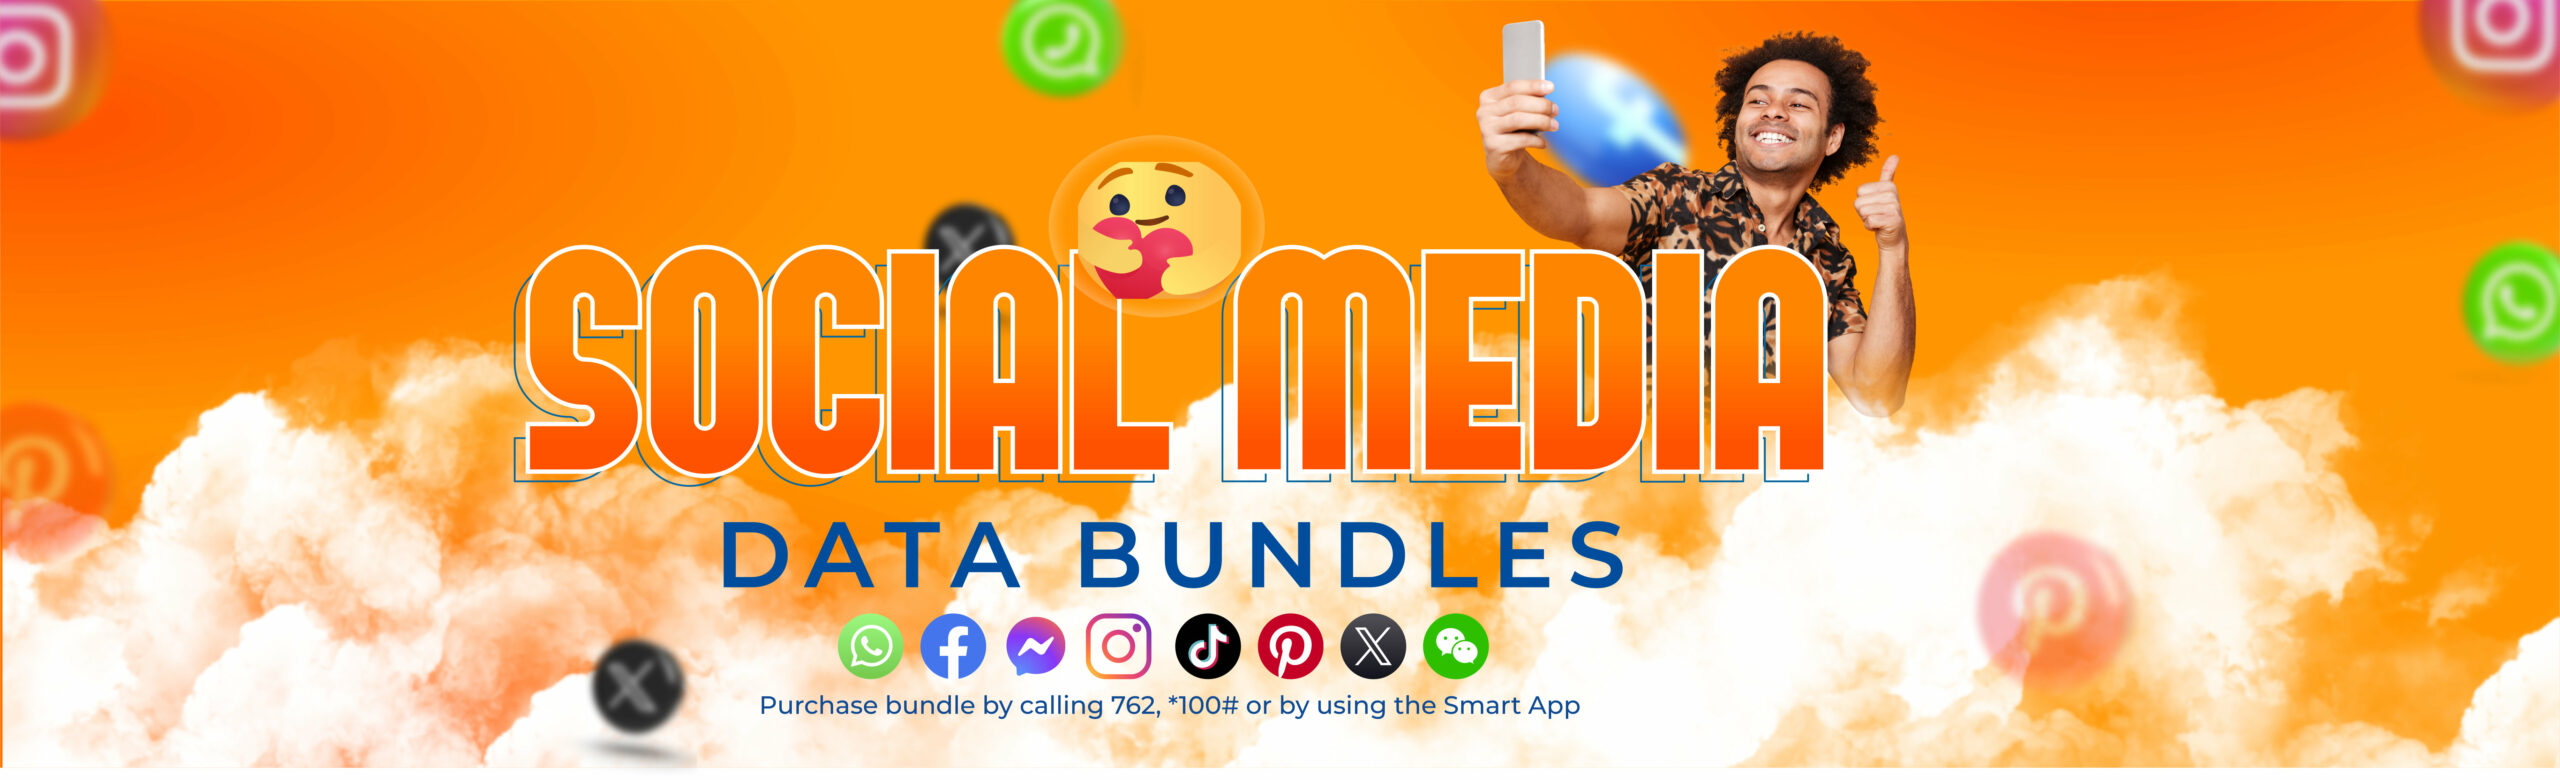 SOCIAL MEDIA
DATA BUNDLES
Purchase bundle by calling 762, *100# or by using the Smart App